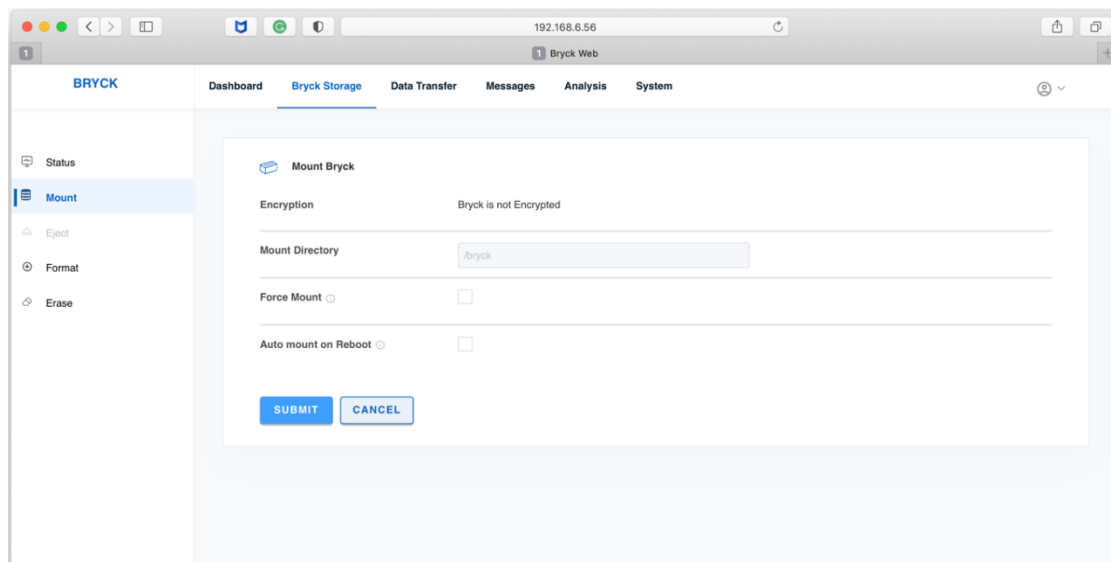 192.168.6.56
1
1 Bryck Web
BRYCK
Dashboard Bryck Storage Data Transfer Messages Analysis System
Status
Mount
Eject
Format
Erase
Mount Bryck
Encryption Bryck is not Encrypted
Mount Directory /bryck
Force Mount
Auto mount on Reboot
SUBMIT CANCEL